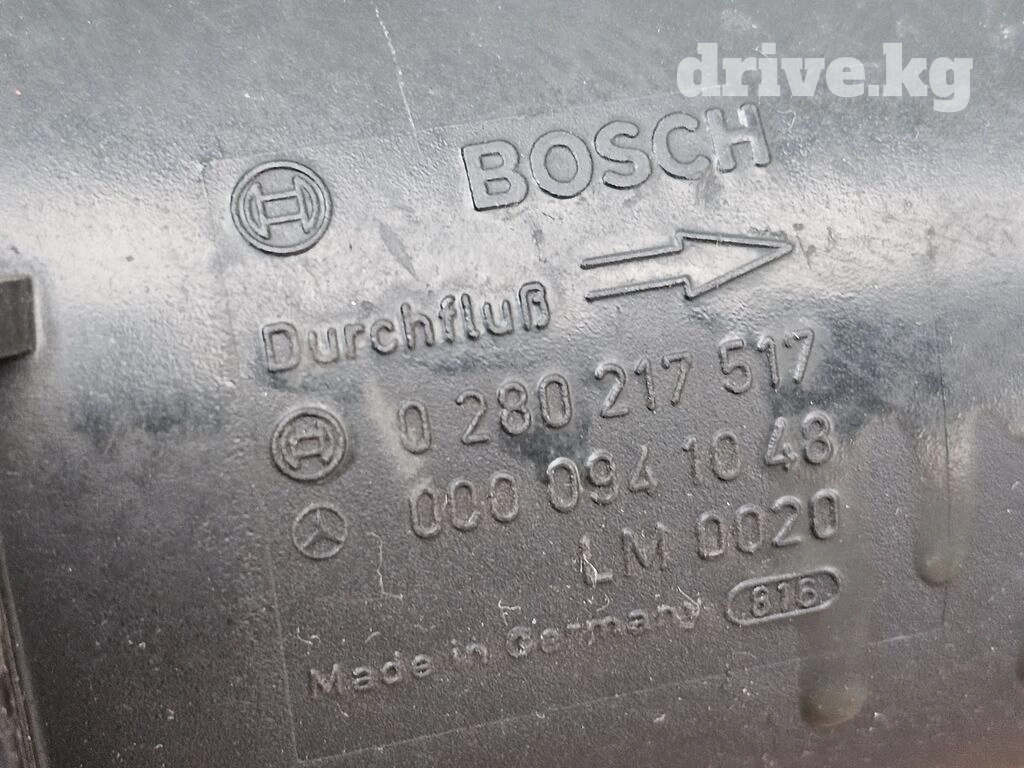 drive.kg
BOSCH
Durchfluß
0 280 217 517
000 094 10 48
LM 0020
Made in Germany 816